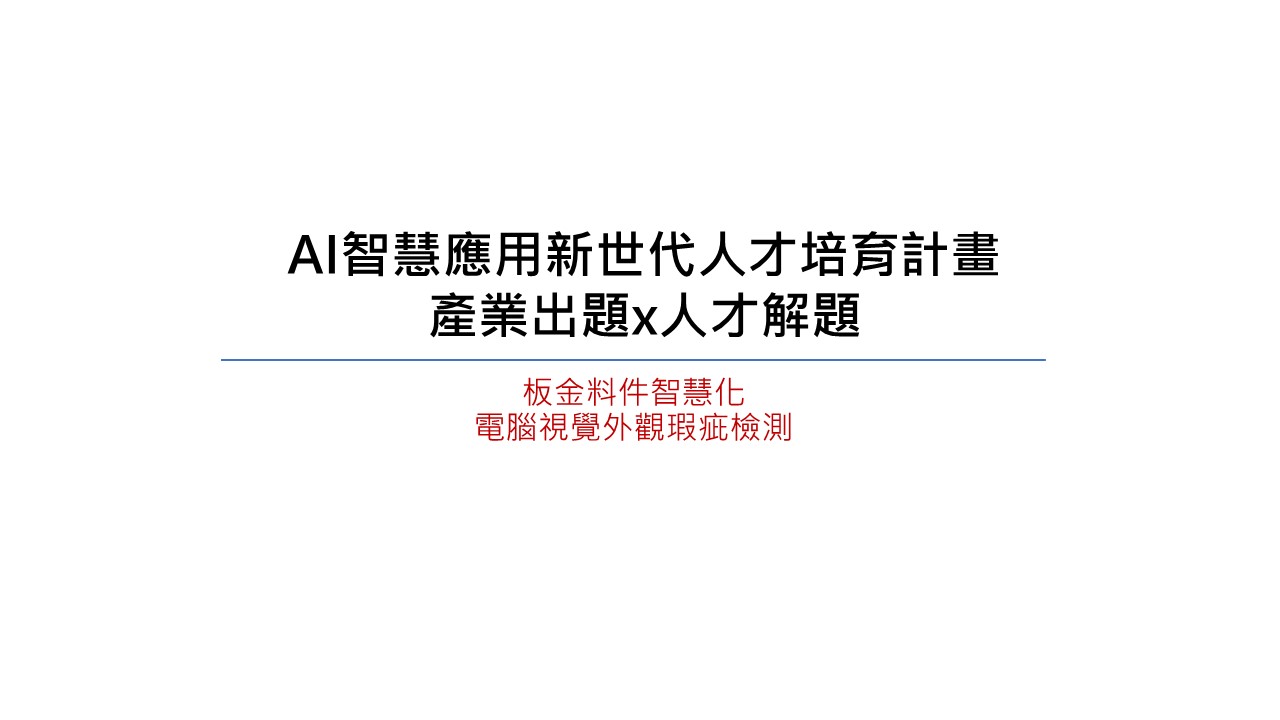 AI智慧應用新世代人才培育計畫
產業出題x人才解題
板金料件智慧化
電腦視覺外觀瑕疵檢測